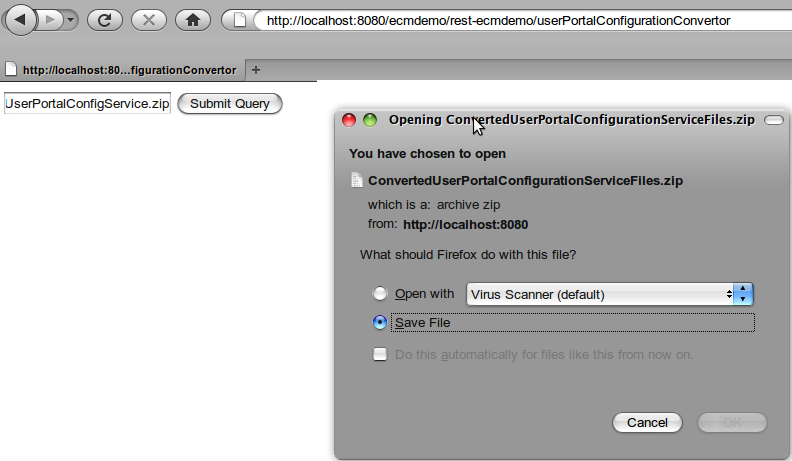 http://localhost:8080/ecmdemo/rest-ecmdemo/userPortalConfigurationConvertor
http://localhost:80...figurationConvertor
UserPortalConfigService.zip Submit Query
Opening ConvertedUserPortalConfigurationServiceFiles.zip
You have chosen to open
ConvertedUserPortalConfigurationServiceFiles.zip
which is a: archive zip
from: http://localhost:8080
What should Firefox do with this file?
Open with Virus Scanner (default)
Save File
Do this automatically for files like this from now on.
Cancel OK